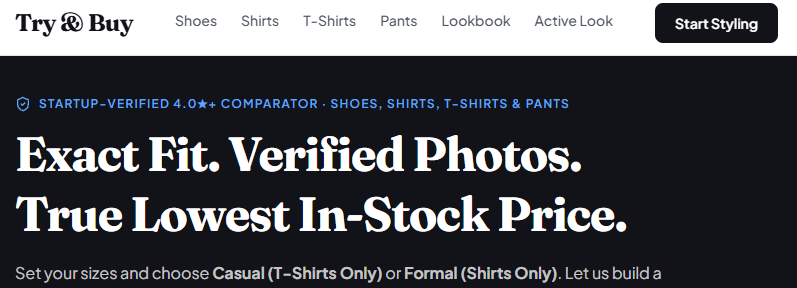 Try & Buy
Shoes
Shirts
T-Shirts
Pants
Lookbook
Active Look
Start Styling
STARTUP-VERIFIED 4.0★+ COMPARATOR · SHOES, SHIRTS, T-SHIRTS & PANTS
Exact Fit. Verified Photos.
True Lowest In-Stock Price.
Set your sizes and choose Casual (T-Shirts Only) or Formal (Shirts Only). Let us build a